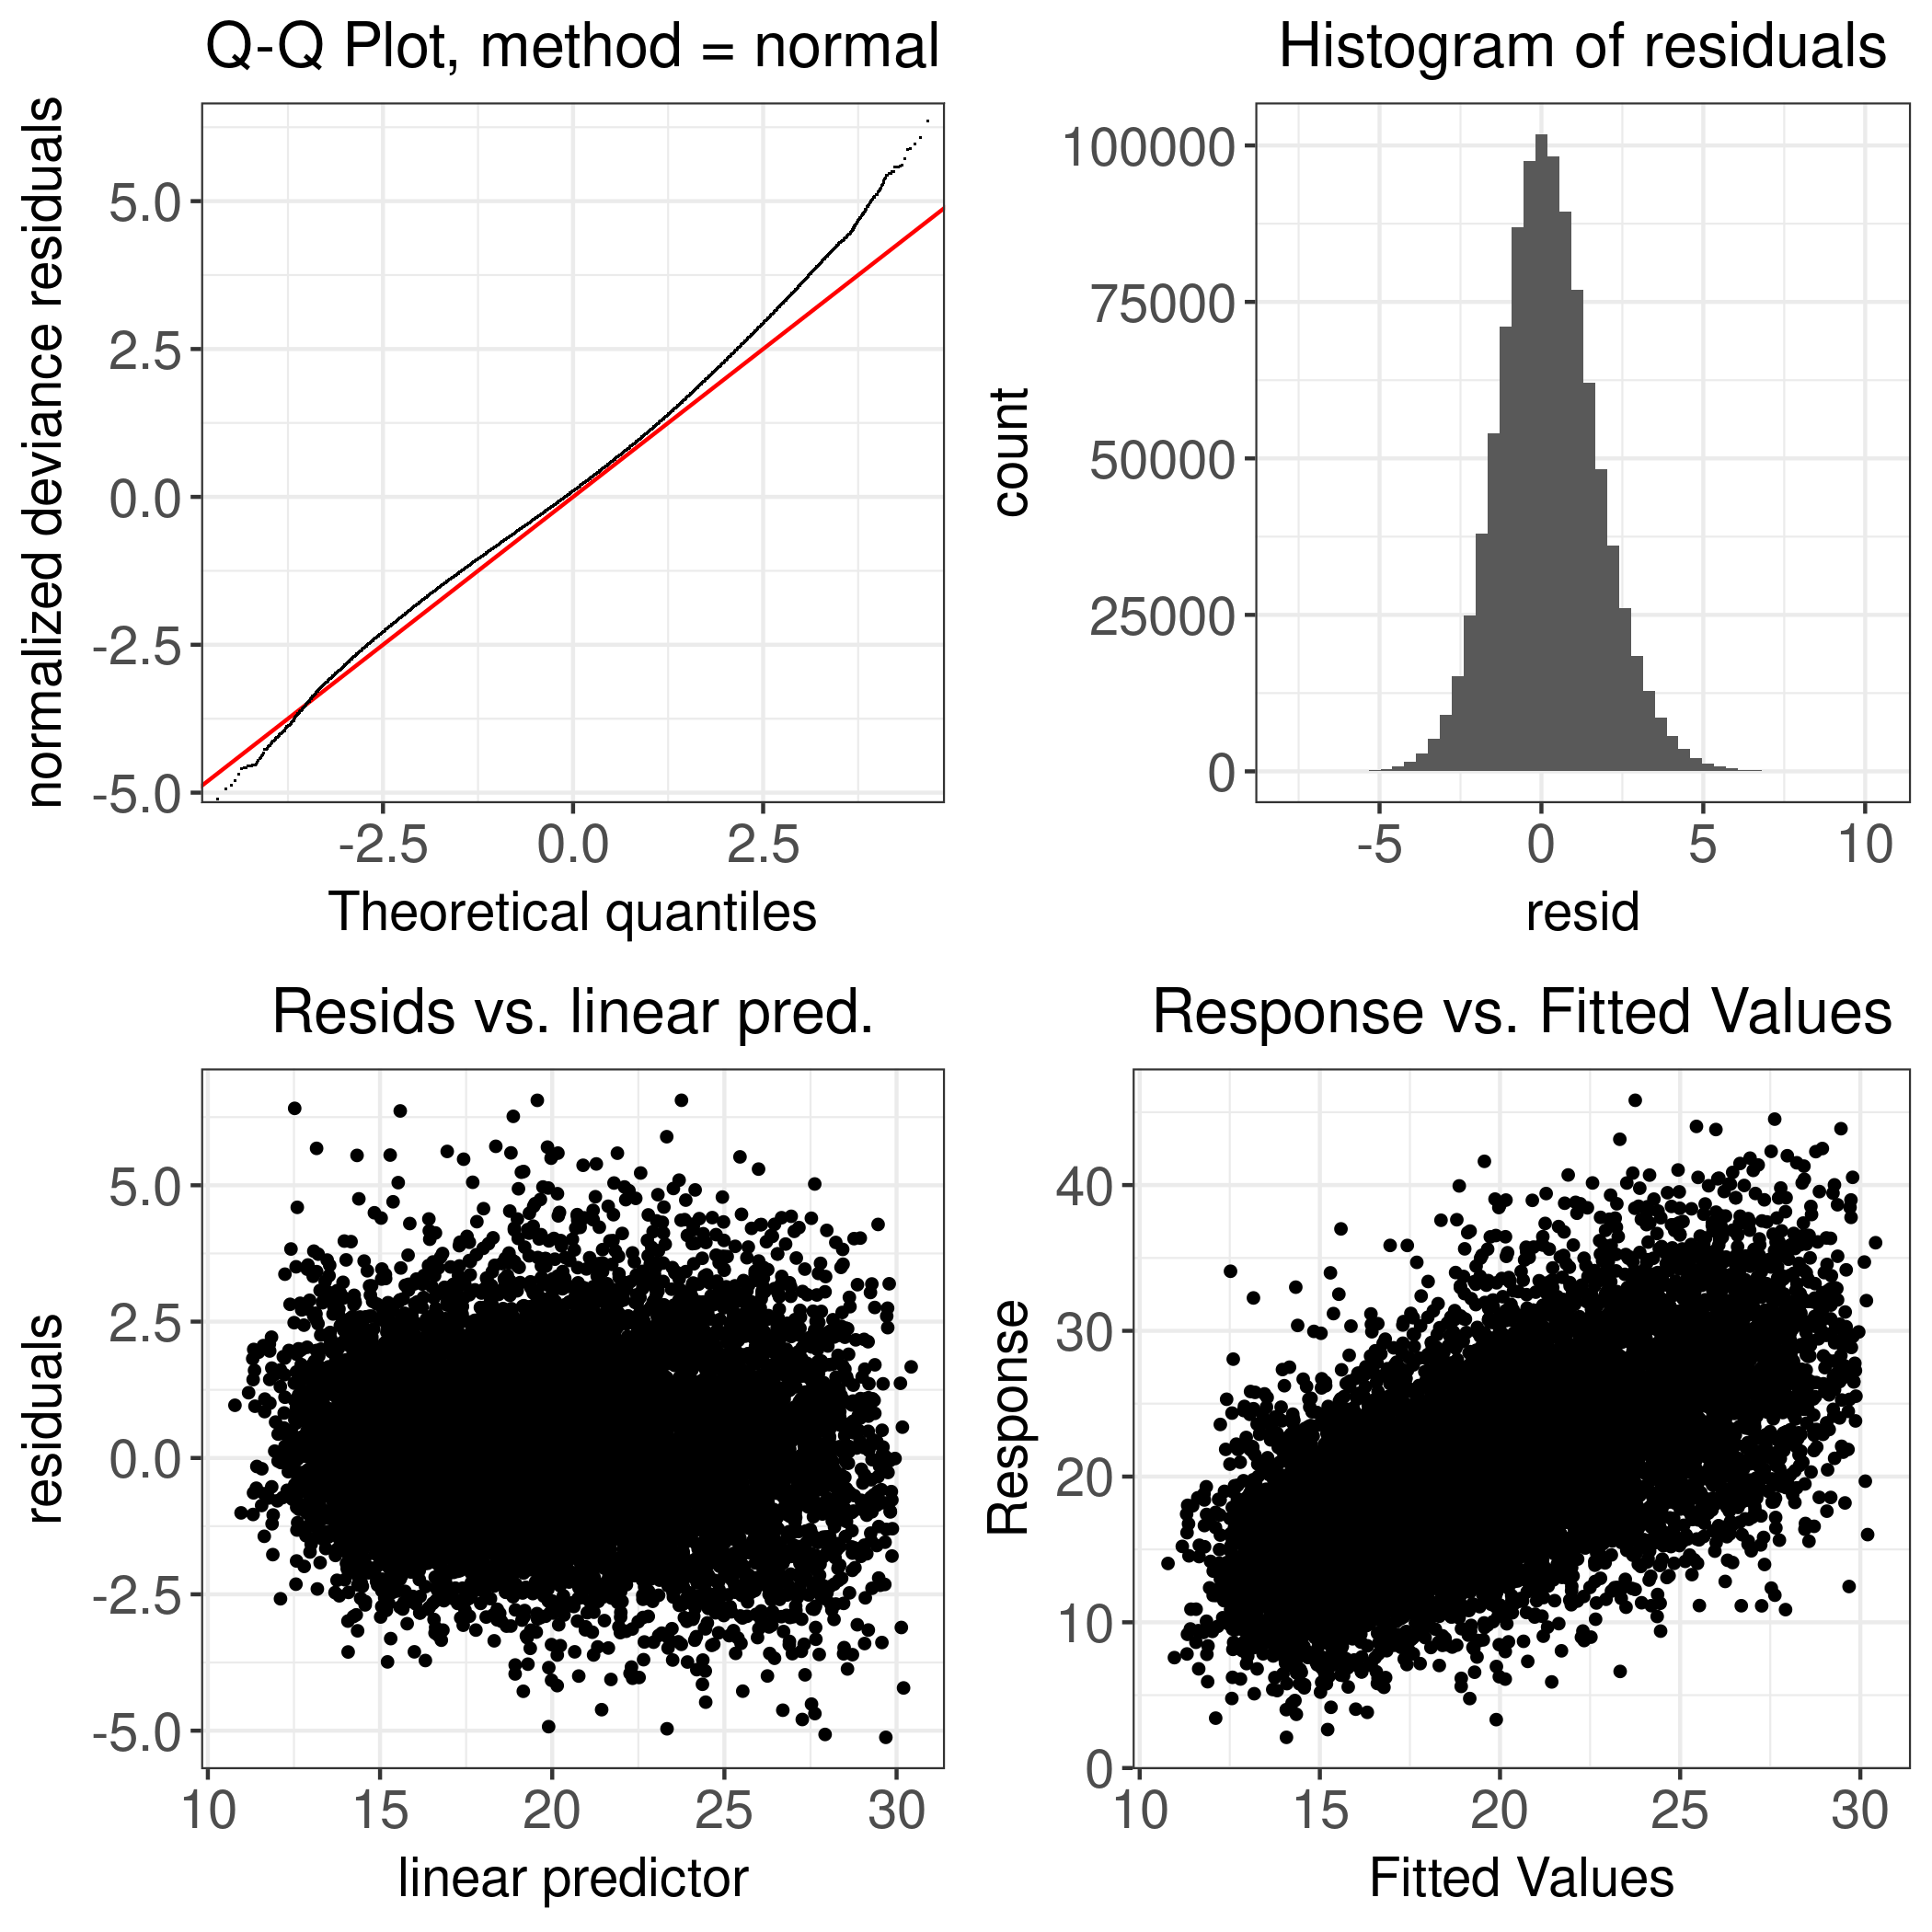 Q-Q Plot, method = normal
normalized deviance residuals
5.0
2.5
0.0
-2.5
-5.0
-2.5 0.0 2.5
Theoretical quantiles
Histogram of residuals
count
100000
75000
50000
25000
0
-5 0 5 10
resid
Resids vs. linear pred.
residuals
5.0
2.5
0.0
-2.5
-5.0
10 15 20 25 30
linear predictor
Response vs. Fitted Values
Response
40
30
20
10
0
10 15 20 25 30
Fitted Values